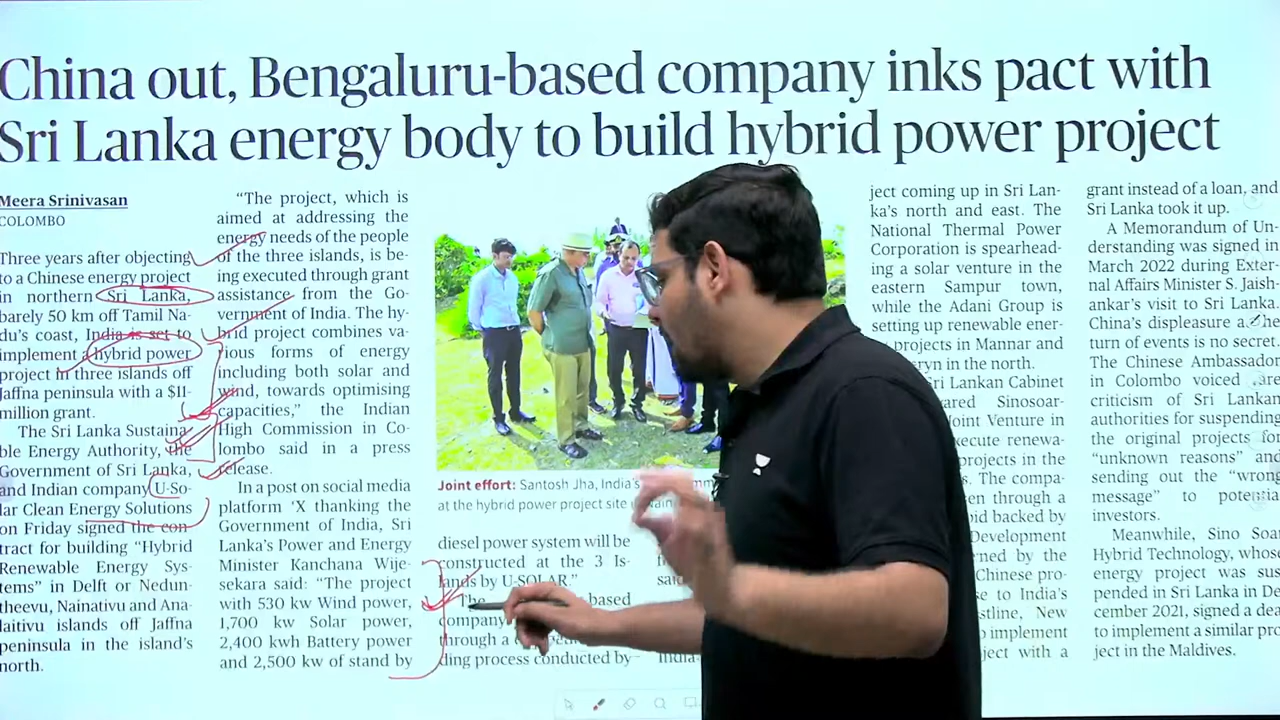 China out, Bengaluru-based company inks pact with
Sri Lanka energy body to build hybrid power project
Meera Srinivasan
COLOMBO
Three years after objecting
to a Chinese energy project
in northern Sri Lanka,
barely 50 km off Tamil Na-
du's coast, India is set to
implement a hybrid power
project in three islands off
Jaffna peninsula with a $11-
million grant.
The Sri Lanka Sustaina-
ble Energy Authority, the
Government of Sri Lanka,
and Indian company U-So-
lar Clean Energy Solutions
on Friday signed the con-
tract for building “Hybrid
Renewable Energy Sys-
tems” in Delft or Nedun-
theevu, Nainativu and Ana-
laitivu islands off Jaffna
peninsula in the island's
north.
“The project, which is
aimed at addressing the
energy needs of the people
of the three islands, is be-
ing executed through grant
assistance from the Go-
vernment of India. The hy-
brid project combines va-
rious forms of energy
including both solar and
wind, towards optimising
capacities,” the Indian
High Commission in Co-
lombo said in a press
release.
In a post on social media
platform ‘X thanking the
Government of India, Sri
Lanka's Power and Energy
Minister Kanchana Wije-
sekara said: “The project
with 530 kw Wind power,
1,700 kw Solar power,
2,400 kwh Battery power
and 2,500 kw of stand by
Joint effort: Santosh Jha, India's
at the hybrid power project site
diesel power system will be
constructed at the 3 Is-
lands by U-SOLAR.”
The based
company
through a
ding process conducted by
ject coming up in Sri Lan-
ka's north and east. The
National Thermal Power
Corporation is spearhead-
ing a solar venture in the
eastern Sampur town,
while the Adani Group is
setting up renewable ener-
projects in Mannar and
in the north.
Sri Lankan Cabinet
Sinosoar-
Joint Venture in
renewa-
projects in the
The compa-
through a
backed by
Development
by the
Chinese pro-
to India's
New
implement
with a
grant instead of a loan, and
Sri Lanka took it up.
A Memorandum of Un-
derstanding was signed in
March 2022 during Exter-
nal Affairs Minister S. Jaish-
ankar's visit to Sri Lanka.
China's displeasure at the
turn of events is no secret.
The Chinese Ambassador
in Colombo voiced rare
criticism of Sri Lankan
authorities for suspending
the original projects for
“unknown reasons” and
sending out the “wrong
message” to potential
investors.
Meanwhile, Sino Soar
Hybrid Technology, whose
energy project was sus-
pended in Sri Lanka in De-
cember 2021, signed a deal
to implement a similar pro-
ject in the Maldives.